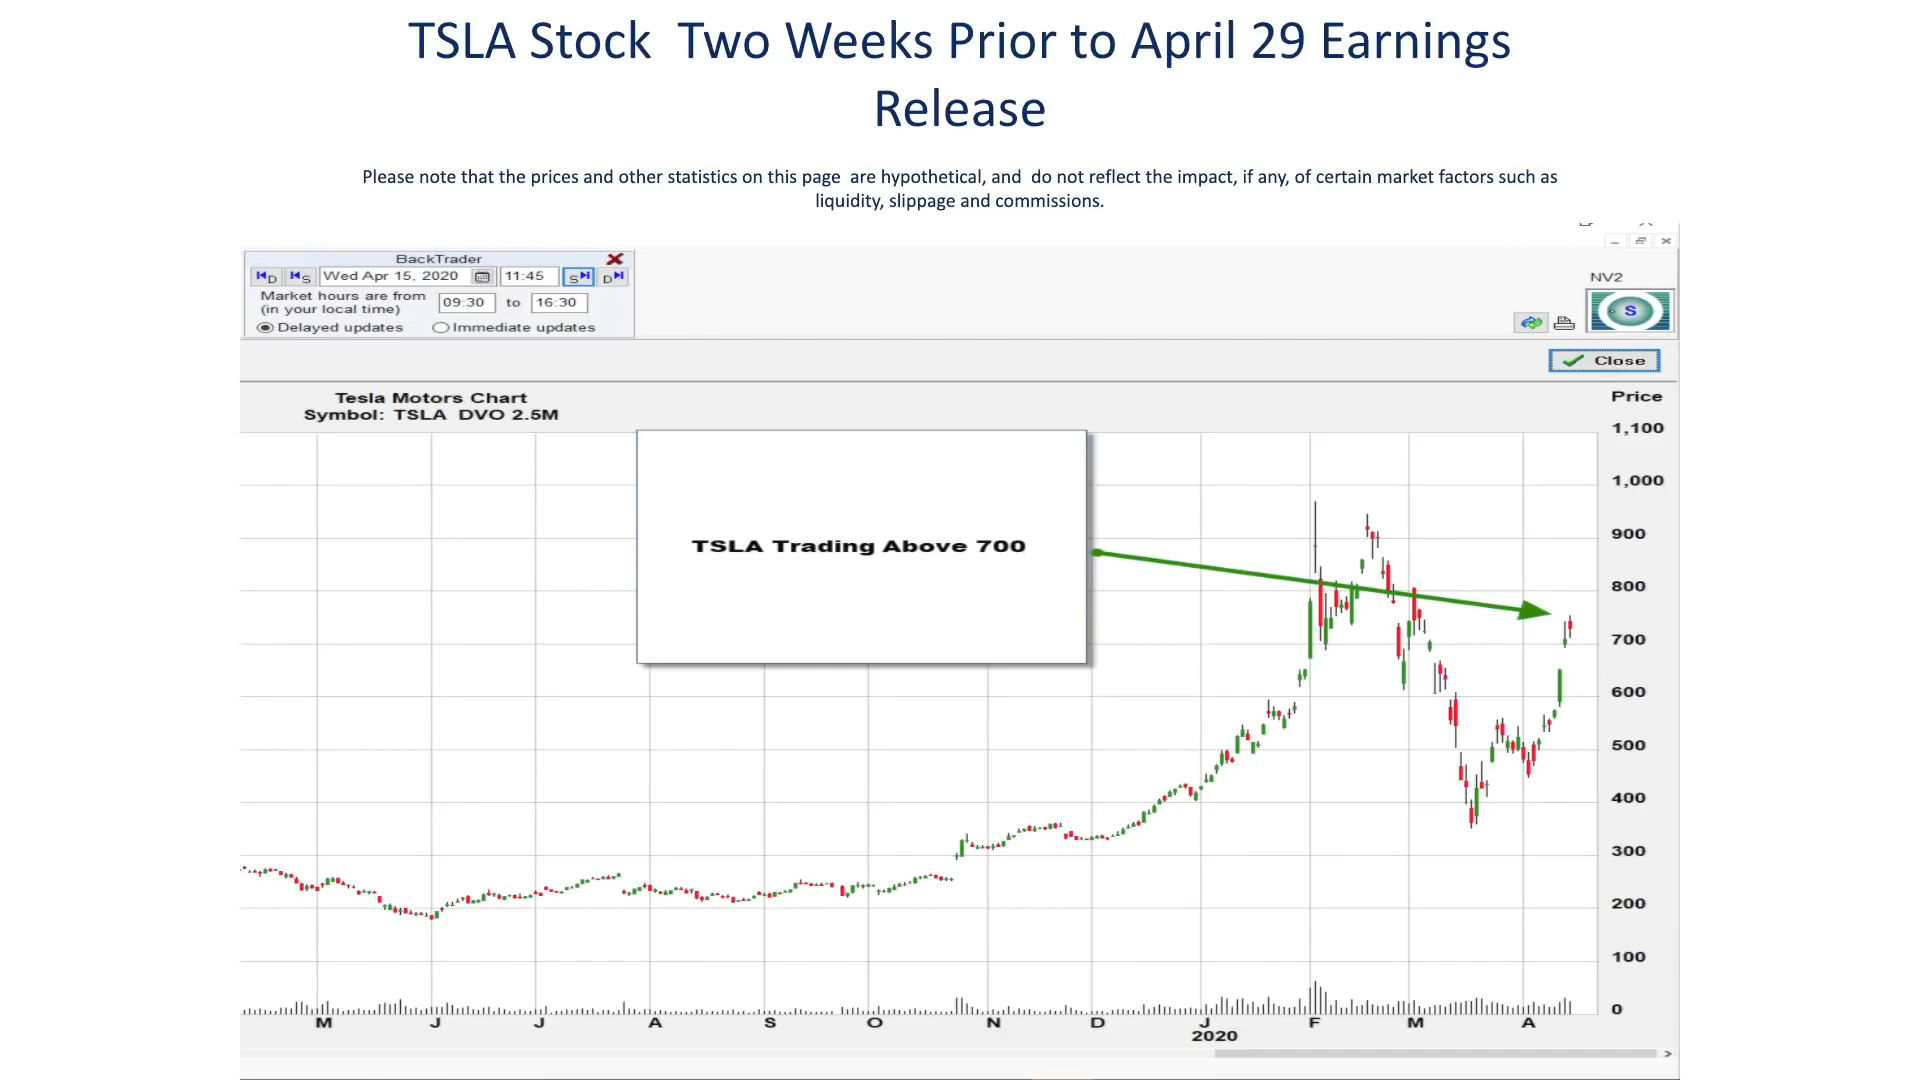 TSLA Stock  Two Weeks Prior to April 29 Earnings
Release
Please note that the prices and other statistics on this page  are hypothetical, and  do not reflect the impact, if any, of certain market factors such as
liquidity, slippage and commissions.
BackTrader
D S Wed Apr 15, 2020 11:45 S D
Market hours are from
(in your local time)
09:30 to 16:30
Delayed updates Immediate updates
NV2
S
Close
Tesla Motors Chart
Symbol: TSLA  DVO 2.5M
Price
1,100
1,000
900
800
700
600
500
400
300
200
100
0
TSLA Trading Above 700
M J J A S O N D J F M A
2020